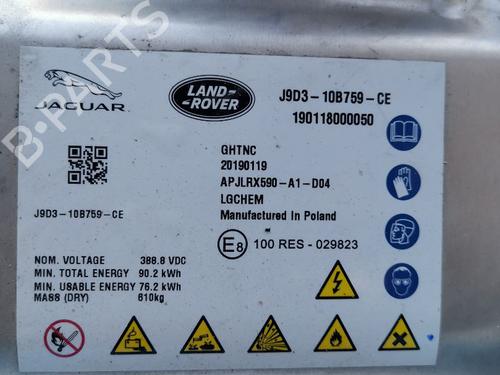 B-PARTS
JAGUAR
LAND-
ROVER
J9D3-10B759-CE
190118000050
GHTNC
20190119
APJLRX590-A1-D04
LGCHEM
Manufactured In Poland
J9D3-10B759-CE
E8 100 RES - 029823
NOM. VOLTAGE 388.8 VDC
MIN. TOTAL ENERGY 90.2 kWh
MIN. USABLE ENERGY 76.2 kWh
MASS (DRY) 610kg